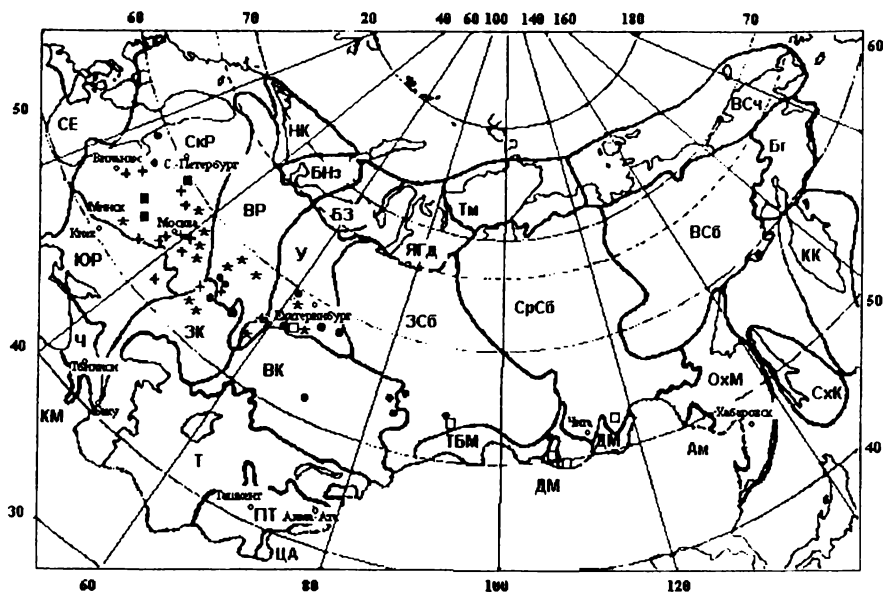 60 70 20 40 60 100 140 160 180 70
60
50
СЕ
СкР
НК
ВСч
Бг
С.-Петербург
БНз
Тм
ВР
БЗ
Минск
Москва
ЯГд
ВСб
КК
Киев
ЮР
У
ЗСб
СрСб
50
ЗК
Екатеринбург
40
Ч
ВК
Тбилиси
ОхМ
СхК
КМ
Баку
Чита
Хабаровск
ТБМ
ДМ
Ам
Т
ДМ
40
Ташкент
30
ПТ
Алма-Ата
ЦА
60 80 100 120